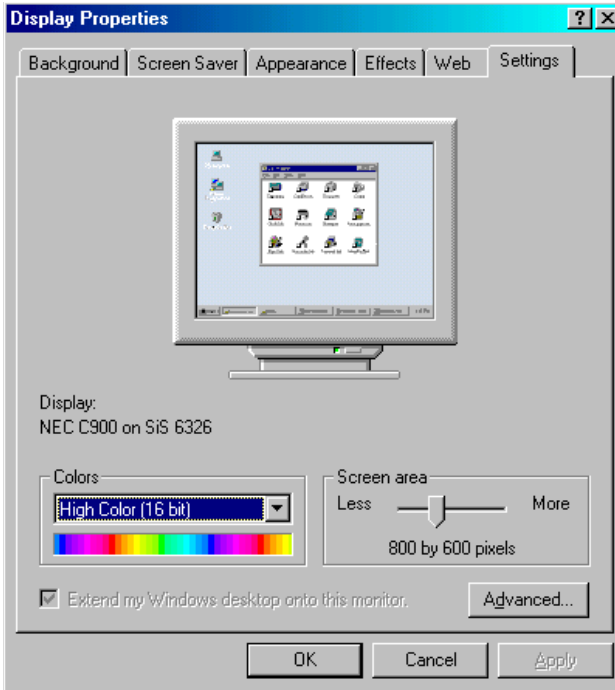 Display Properties
Background Screen Saver Appearance Effects Web Settings
Display:
NEC C900 on SiS 6326
Colors
High Color (16 bit)
Screen area
Less More
800 by 600 pixels
Extend my Windows desktop onto this monitor.
Advanced...
OK Cancel Apply